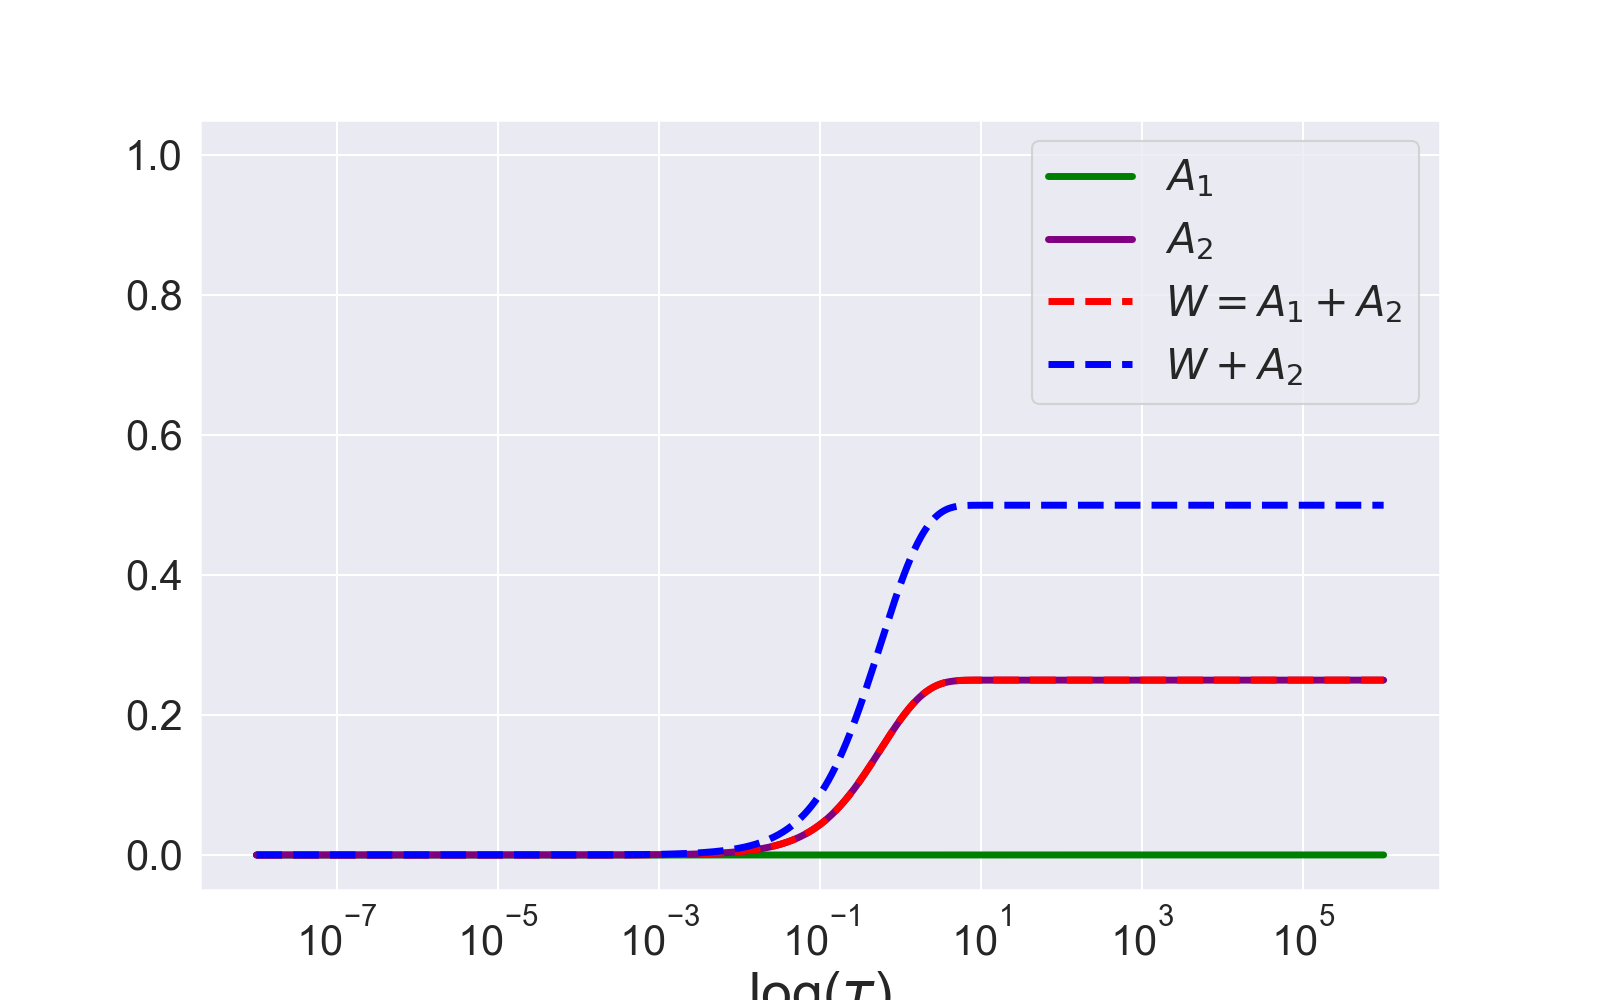 1.0
0.8
0.6
0.4
0.2
0.0
A₁
A₂
W = A₁ + A₂
W + A₂
10⁻⁷ 10⁻⁵ 10⁻³ 10⁻¹ 10¹ 10³ 10⁵
log(τ)